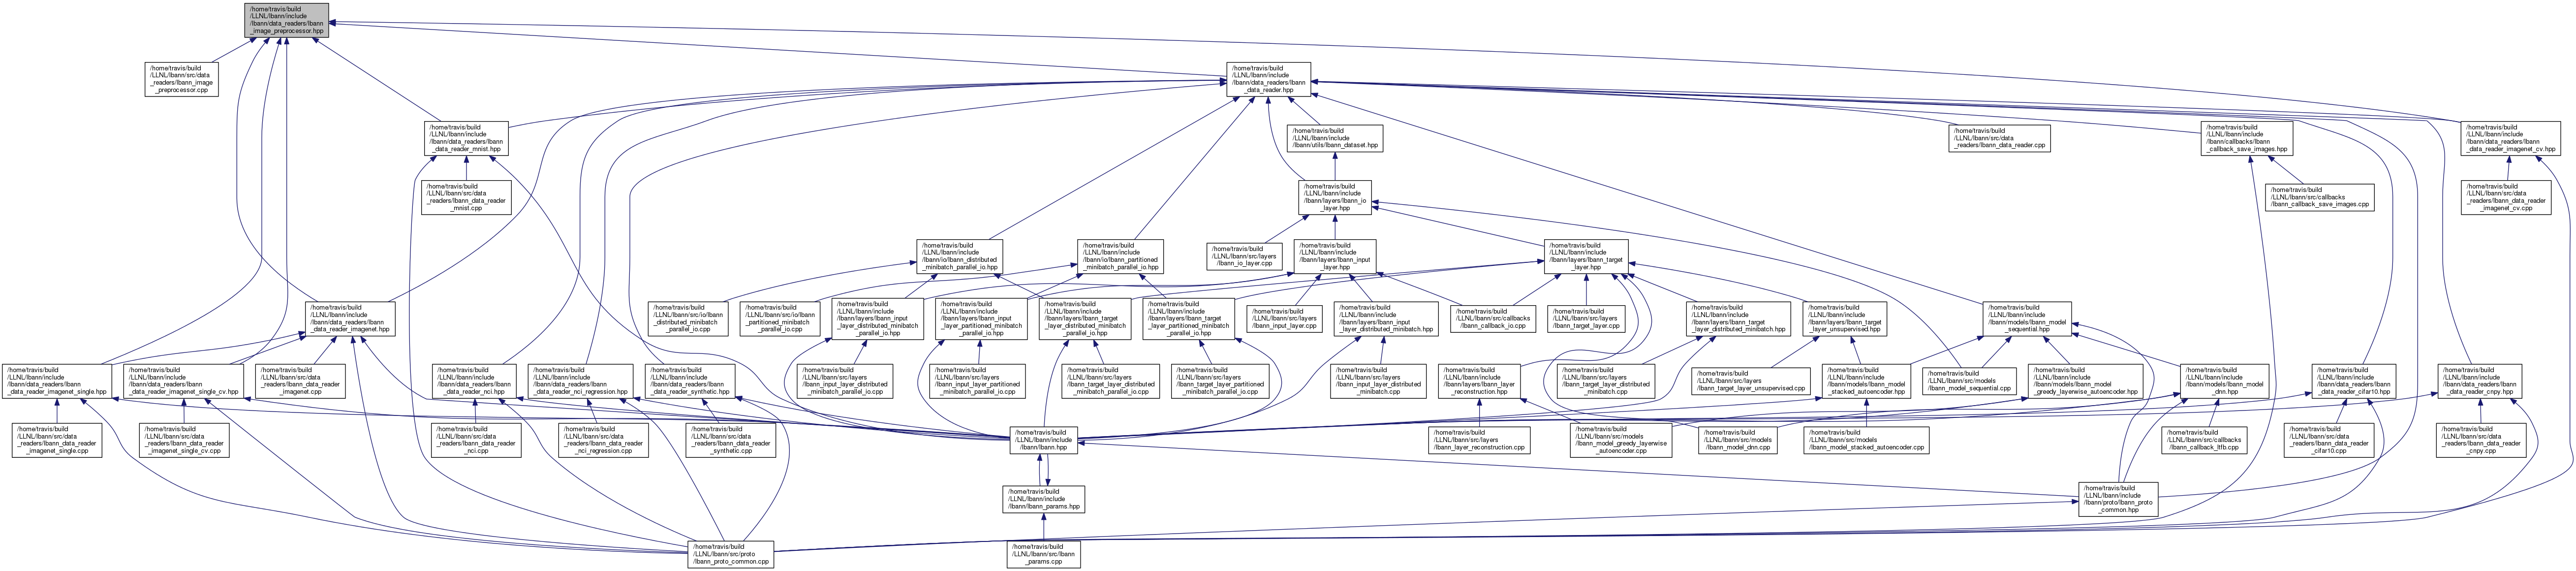 /home/travis/build
/LLNL/lbann/include
/lbann/data_readers/lbann
_image_preprocessor.hpp
/home/travis/build
/LLNL/lbann/src/data
_readers/lbann_image
_preprocessor.cpp
/home/travis/build
/LLNL/lbann/include
/lbann/data_readers/lbann
_data_reader.hpp
/home/travis/build
/LLNL/lbann/include
/lbann/data_readers/lbann
_data_reader_mnist.hpp
/home/travis/build
/LLNL/lbann/include
/lbann/utils/lbann_dataset.hpp
/home/travis/build
/LLNL/lbann/src/data
_readers/lbann_data_reader.cpp
/home/travis/build
/LLNL/lbann/include
/lbann/callbacks/lbann
_callback_save_images.hpp
/home/travis/build
/LLNL/lbann/include
/lbann/data_readers/lbann
_data_reader_imagenet_cv.hpp
/home/travis/build
/LLNL/lbann/src/data
_readers/lbann_data_reader
_mnist.cpp
/home/travis/build
/LLNL/lbann/include
/lbann/layers/lbann_io
_layer.hpp
/home/travis/build
/LLNL/lbann/src/callbacks
/lbann_callback_save_images.cpp
/home/travis/build
/LLNL/lbann/src/data
_readers/lbann_data_reader
_imagenet_cv.cpp
/home/travis/build
/LLNL/lbann/include
/lbann/io/lbann_distributed
_minibatch_parallel_io.hpp
/home/travis/build
/LLNL/lbann/include
/lbann/io/lbann_partitioned
_minibatch_parallel_io.hpp
/home/travis/build
/LLNL/lbann/src/layers
/lbann_io_layer.cpp
/home/travis/build
/LLNL/lbann/include
/lbann/layers/lbann_input
_layer.hpp
/home/travis/build
/LLNL/lbann/include
/lbann/layers/lbann_target
_layer.hpp
/home/travis/build
/LLNL/lbann/include
/lbann/data_readers/lbann
_data_reader_imagenet.hpp
/home/travis/build
/LLNL/lbann/src/io/lbann
_distributed_minibatch
_parallel_io.cpp
/home/travis/build
/LLNL/lbann/src/io/lbann
_partitioned_minibatch
_parallel_io.cpp
/home/travis/build
/LLNL/lbann/include
/lbann/layers/lbann_input
_layer_distributed_minibatch
_parallel_io.hpp
/home/travis/build
/LLNL/lbann/include
/lbann/layers/lbann_input
_layer_partitioned_minibatch
_parallel_io.hpp
/home/travis/build
/LLNL/lbann/include
/lbann/layers/lbann_target
_layer_distributed_minibatch
_parallel_io.hpp
/home/travis/build
/LLNL/lbann/include
/lbann/layers/lbann_target
_layer_partitioned_minibatch
_parallel_io.hpp
/home/travis/build
/LLNL/lbann/src/layers
/lbann_input_layer.cpp
/home/travis/build
/LLNL/lbann/include
/lbann/layers/lbann_input
_layer_distributed_minibatch.hpp
/home/travis/build
/LLNL/lbann/src/callbacks
/lbann_callback_io.cpp
/home/travis/build
/LLNL/lbann/src/layers
/lbann_target_layer.cpp
/home/travis/build
/LLNL/lbann/include
/lbann/layers/lbann_target
_layer_distributed_minibatch.hpp
/home/travis/build
/LLNL/lbann/include
/lbann/layers/lbann_target
_layer_unsupervised.hpp
/home/travis/build
/LLNL/lbann/include
/lbann/models/lbann_model
_sequential.hpp
/home/travis/build
/LLNL/lbann/include
/lbann/data_readers/lbann
_data_reader_imagenet_single.hpp
/home/travis/build
/LLNL/lbann/include
/lbann/data_readers/lbann
_data_reader_imagenet_single_cv.hpp
/home/travis/build
/LLNL/lbann/src/data
_readers/lbann_data_reader
_imagenet.cpp
/home/travis/build
/LLNL/lbann/include
/lbann/data_readers/lbann
_data_reader_nci.hpp
/home/travis/build
/LLNL/lbann/include
/lbann/data_readers/lbann
_data_reader_nci_regression.hpp
/home/travis/build
/LLNL/lbann/include
/lbann/data_readers/lbann
_data_reader_synthetic.hpp
/home/travis/build
/LLNL/lbann/src/layers
/lbann_input_layer_distributed
_minibatch_parallel_io.cpp
/home/travis/build
/LLNL/lbann/src/layers
/lbann_input_layer_partitioned
_minibatch_parallel_io.cpp
/home/travis/build
/LLNL/lbann/src/layers
/lbann_target_layer_distributed
_minibatch_parallel_io.cpp
/home/travis/build
/LLNL/lbann/src/layers
/lbann_target_layer_partitioned
_minibatch_parallel_io.cpp
/home/travis/build
/LLNL/lbann/src/layers
/lbann_input_layer_distributed
_minibatch.cpp
/home/travis/build
/LLNL/lbann/include
/lbann/layers/lbann_layer
_reconstruction.hpp
/home/travis/build
/LLNL/lbann/src/layers
/lbann_target_layer_distributed
_minibatch.cpp
/home/travis/build
/LLNL/lbann/src/layers
/lbann_target_layer_unsupervised.cpp
/home/travis/build
/LLNL/lbann/include
/lbann/models/lbann_model
_stacked_autoencoder.hpp
/home/travis/build
/LLNL/lbann/src/models
/lbann_model_sequential.cpp
/home/travis/build
/LLNL/lbann/include
/lbann/models/lbann_model
_greedy_layerwise_autoencoder.hpp
/home/travis/build
/LLNL/lbann/include
/lbann/models/lbann_model
_dnn.hpp
/home/travis/build
/LLNL/lbann/include
/lbann/data_readers/lbann
_data_reader_cifar10.hpp
/home/travis/build
/LLNL/lbann/include
/lbann/data_readers/lbann
_data_reader_cnpy.hpp
/home/travis/build
/LLNL/lbann/src/data
_readers/lbann_data_reader
_imagenet_single.cpp
/home/travis/build
/LLNL/lbann/src/data
_readers/lbann_data_reader
_imagenet_single_cv.cpp
/home/travis/build
/LLNL/lbann/src/data
_readers/lbann_data_reader
_nci.cpp
/home/travis/build
/LLNL/lbann/src/data
_readers/lbann_data_reader
_nci_regression.cpp
/home/travis/build
/LLNL/lbann/src/data
_readers/lbann_data_reader
_synthetic.cpp
/home/travis/build
/LLNL/lbann/include
/lbann/lbann.hpp
/home/travis/build
/LLNL/lbann/src/layers
/lbann_layer_reconstruction.cpp
/home/travis/build
/LLNL/lbann/src/models
/lbann_model_greedy_layerwise
_autoencoder.cpp
/home/travis/build
/LLNL/lbann/src/models
/lbann_model_dnn.cpp
/home/travis/build
/LLNL/lbann/src/models
/lbann_model_stacked_autoencoder.cpp
/home/travis/build
/LLNL/lbann/src/callbacks
/lbann_callback_ltfb.cpp
/home/travis/build
/LLNL/lbann/src/data
_readers/lbann_data_reader
_cifar10.cpp
/home/travis/build
/LLNL/lbann/src/data
_readers/lbann_data_reader
_cnpy.cpp
/home/travis/build
/LLNL/lbann/include
/lbann/lbann_params.hpp
/home/travis/build
/LLNL/lbann/include
/lbann/proto/lbann_proto
_common.hpp
/home/travis/build
/LLNL/lbann/src/proto
/lbann_proto_common.cpp
/home/travis/build
/LLNL/lbann/src/lbann
_params.cpp